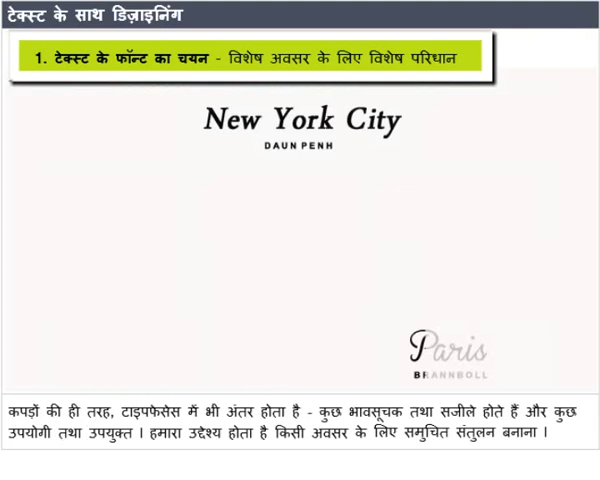 टेक्स्ट के साथ डिज़ाइनिंग
1. टेक्स्ट के फॉन्ट का चयन - विशेष अवसर के लिए विशेष परिधान
New York City
DAUN PENH
Paris
BRANNBOLL
कपड़ों की ही तरह, टाइपफेसेस में भी अंतर होता है - कुछ भावसूचक तथा सजीले होते हैं और कुछ
उपयोगी तथा उपयुक्त । हमारा उद्देश्य होता है किसी अवसर के लिए समुचित संतुलन बनाना ।